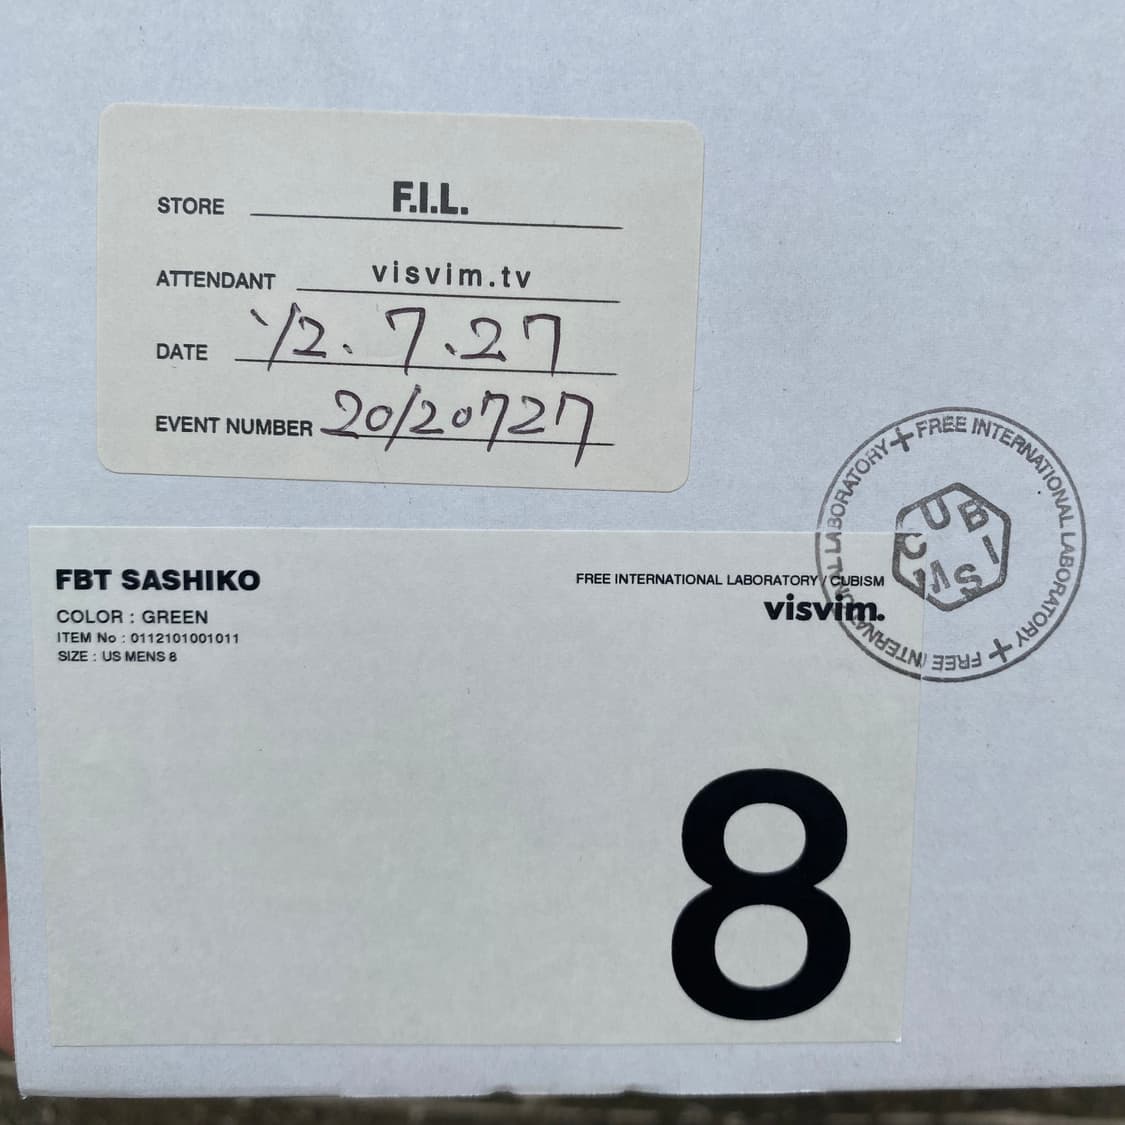 STORE F.I.L.
ATTENDANT visvim.tv
DATE '12.7.27
EVENT NUMBER 20120727
FBT SASHIKO
COLOR : GREEN
ITEM No : 0112101001011
SIZE : US MENS 8
FREE INTERNATIONAL LABORATORY / CUBISM
visvim.
FREE INTERNATIONAL LABORATORY + FREE INTERNATIONAL LABORATORY +
CUBISM
8